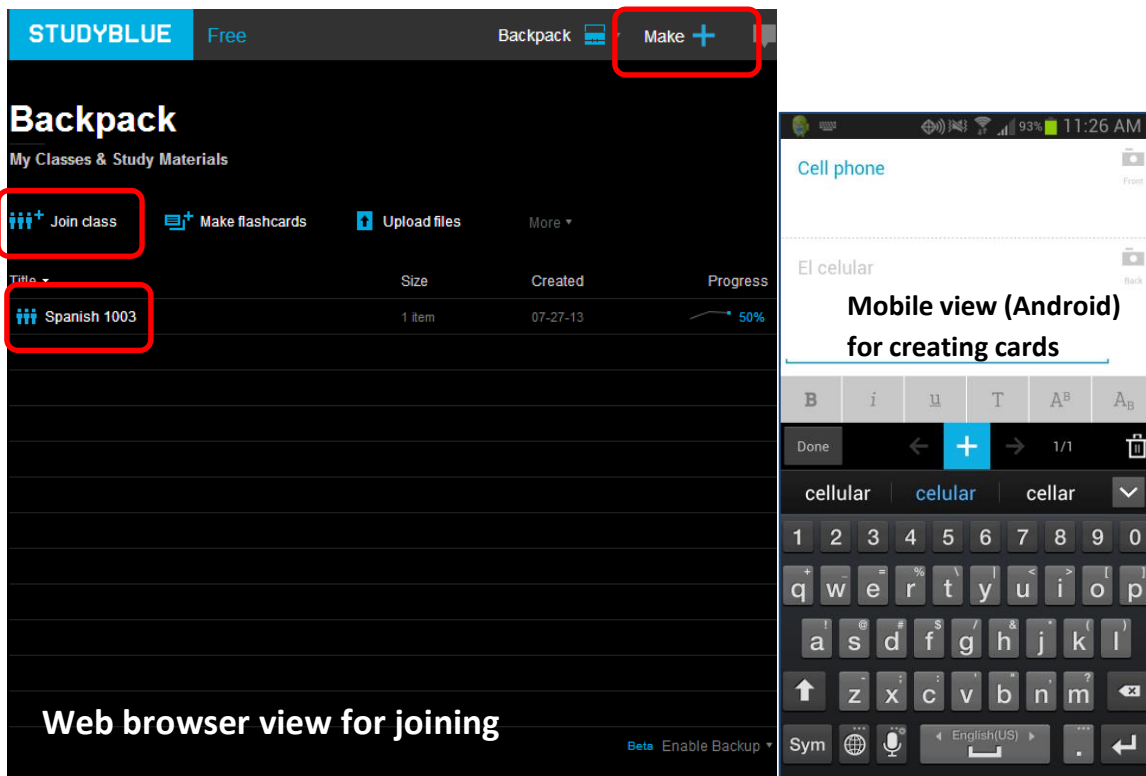 STUDYBLUE Free Backpack Make +
Backpack
My Classes & Study Materials
Join class Make flashcards Upload files More ▾
Title ▾ Size Created Progress
Spanish 1003 1 item 07-27-13 50%
Web browser view for joining
Beta Enable Backup ▾
93% 11:26 AM
Cell phone
Front
El celular
Back
Mobile view (Android)
for creating cards
B i u T Aᴮ A_B
Done ← + → 1/1
cellular celular cellar
1 2 3 4 5 6 7 8 9 0
+ _ = % \ | < > [ ]
q w e r t y u i o p
! @ # $ / & * ( )
a s d f g h j k l
- ; : ' " , ?
z x c v b n m
Sym English(US) .